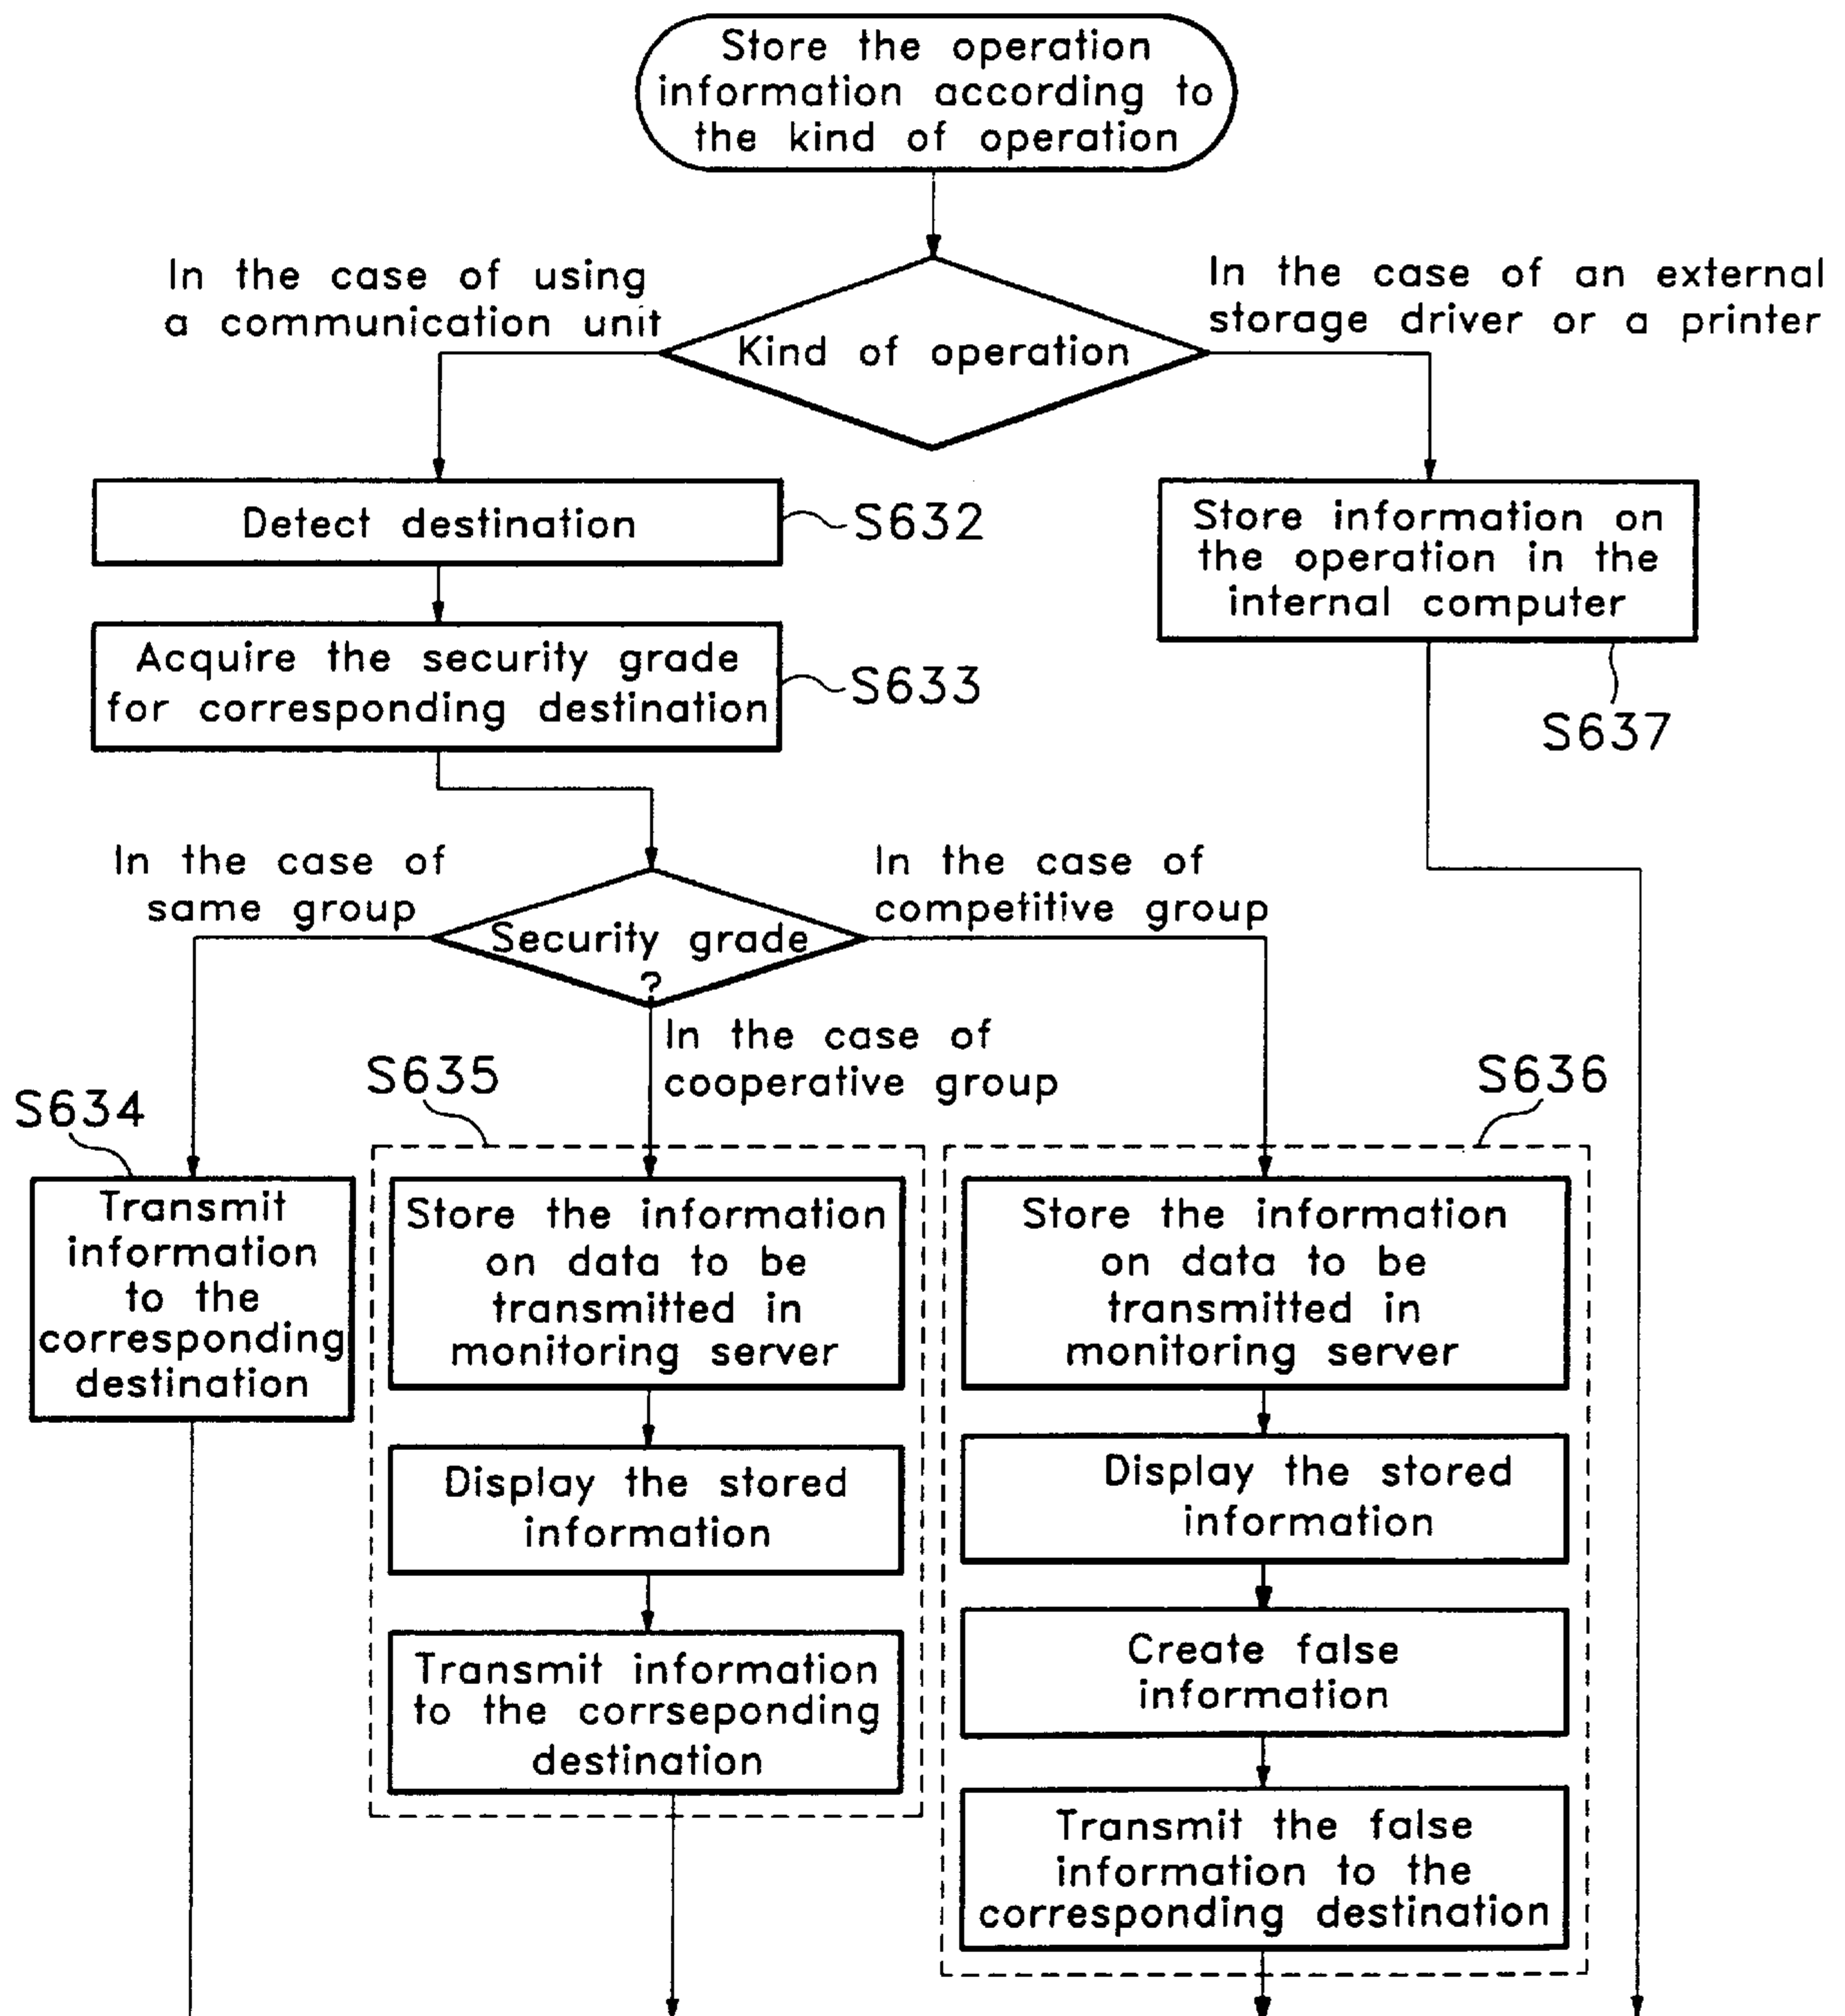 Store the operation
information according to
the kind of operation
In the case of using
a communication unit
In the case of an external
storage driver or a printer
Kind of operation
Detect destination
S632
Store information on
the operation in the
internal computer
S637
Acquire the security grade
for corresponding destination
S633
In the case of
same group
In the case of
competitive group
Security grade
?
In the case of
cooperative group
S634
S635
S636
Transmit
information
to the
corresponding
destination
Store the information
on data to be
transmitted in
monitoring server
Display the stored
information
Transmit information
to the corrseponding
destination
Store the information
on data to be
transmitted in
monitoring server
Display the stored
information
Create false
information
Transmit the false
information to the
corresponding destination